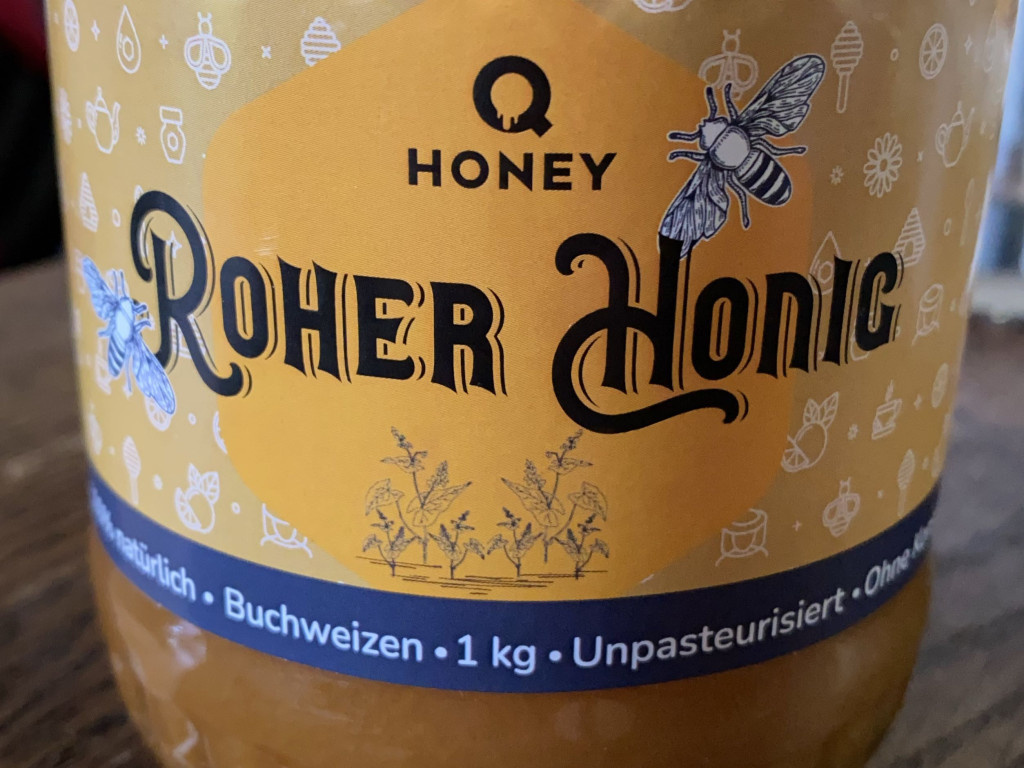 Q
HONEY
ROHER HONIG
natürlich • Buchweizen • 1 kg • Unpasteurisiert • Ohne